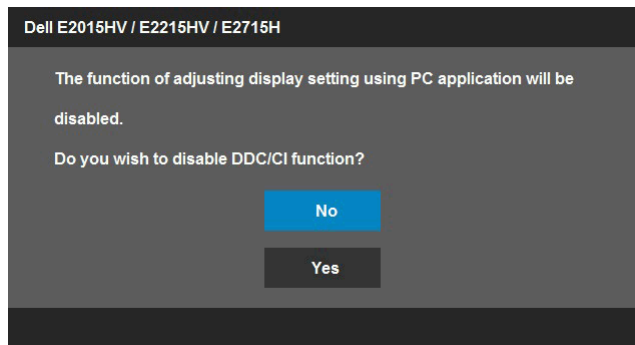 Dell E2015HV / E2215HV / E2715H
The function of adjusting display setting using PC application will be
disabled.
Do you wish to disable DDC/CI function?
No
Yes